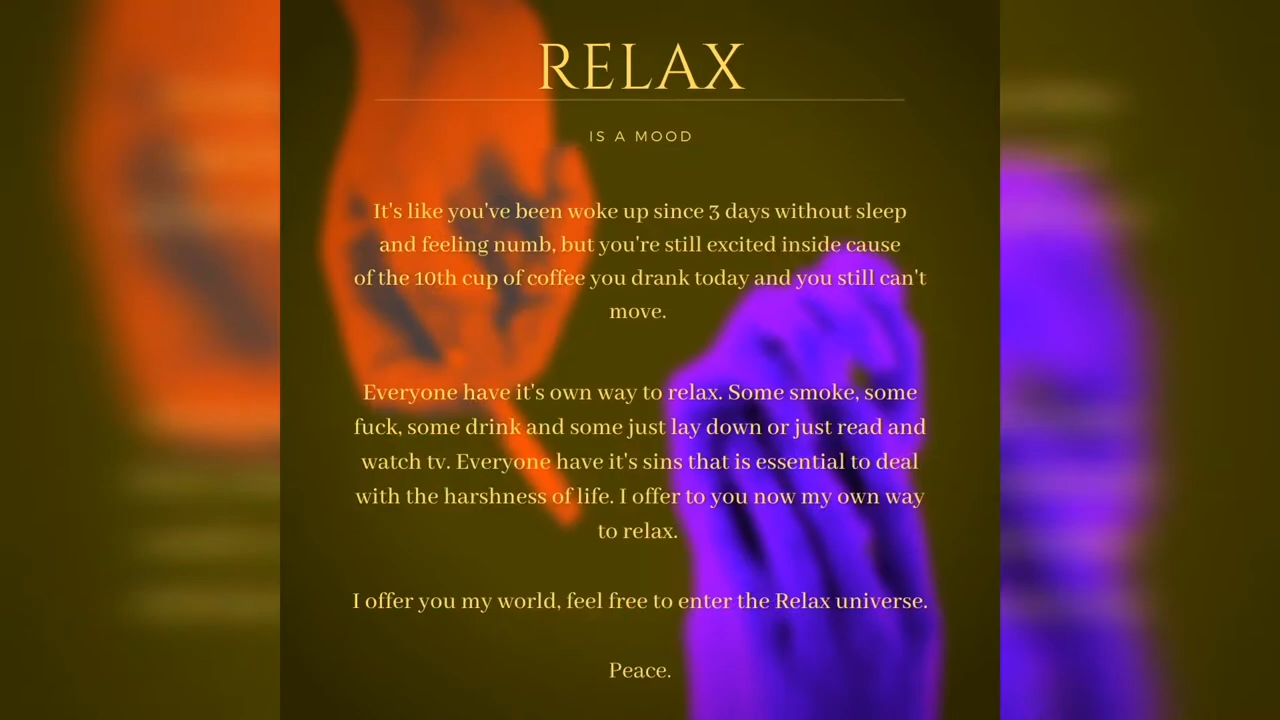 RELAX
IS A MOOD
It's like you've been woke up since 3 days without sleep
and feeling numb, but you're still excited inside cause
of the 10th cup of coffee you drank today and you still can't
move.
Everyone have it's own way to relax. Some smoke, some
fuck, some drink and some just lay down or just read and
watch tv. Everyone have it's sins that is essential to deal
with the harshness of life. I offer to you now my own way
to relax.
I offer you my world, feel free to enter the Relax universe.
Peace.